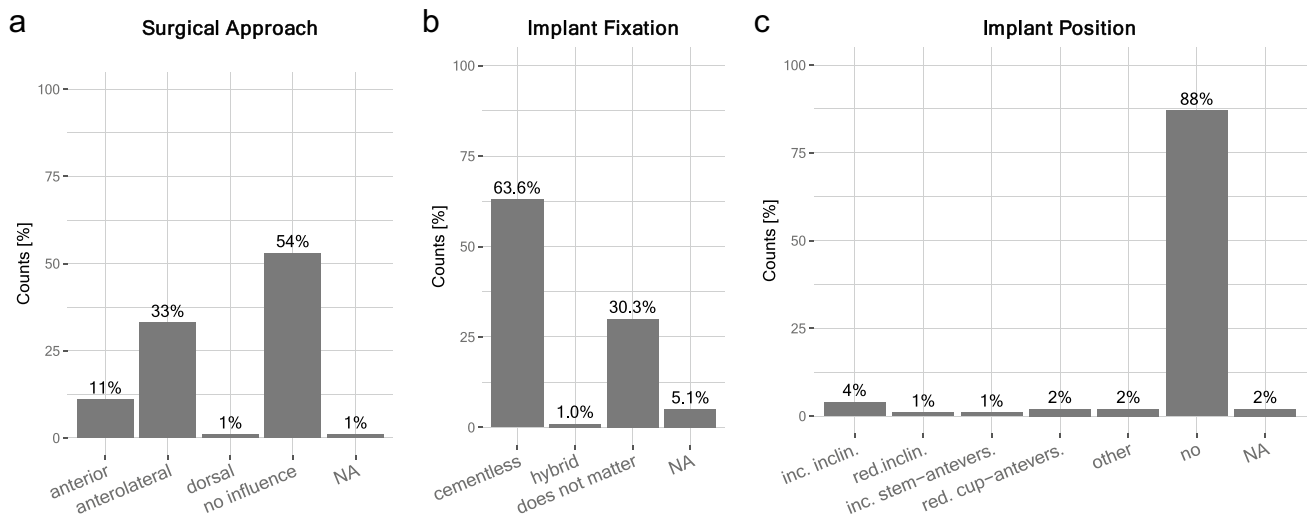 a
Surgical Approach
Counts [%]
100
75
50
25
0
11%
33%
1%
54%
1%
anterior
anterolateral
dorsal
no influence
NA
b
Implant Fixation
Counts [%]
100
75
50
25
0
63.6%
1.0%
30.3%
5.1%
cementless
hybrid
does not matter
NA
c
Implant Position
Counts [%]
100
75
50
25
0
4%
1%
1%
2%
2%
88%
2%
inc. inclin.
red.inclin.
inc. stem−antevers.
red. cup−antevers.
other
no
NA